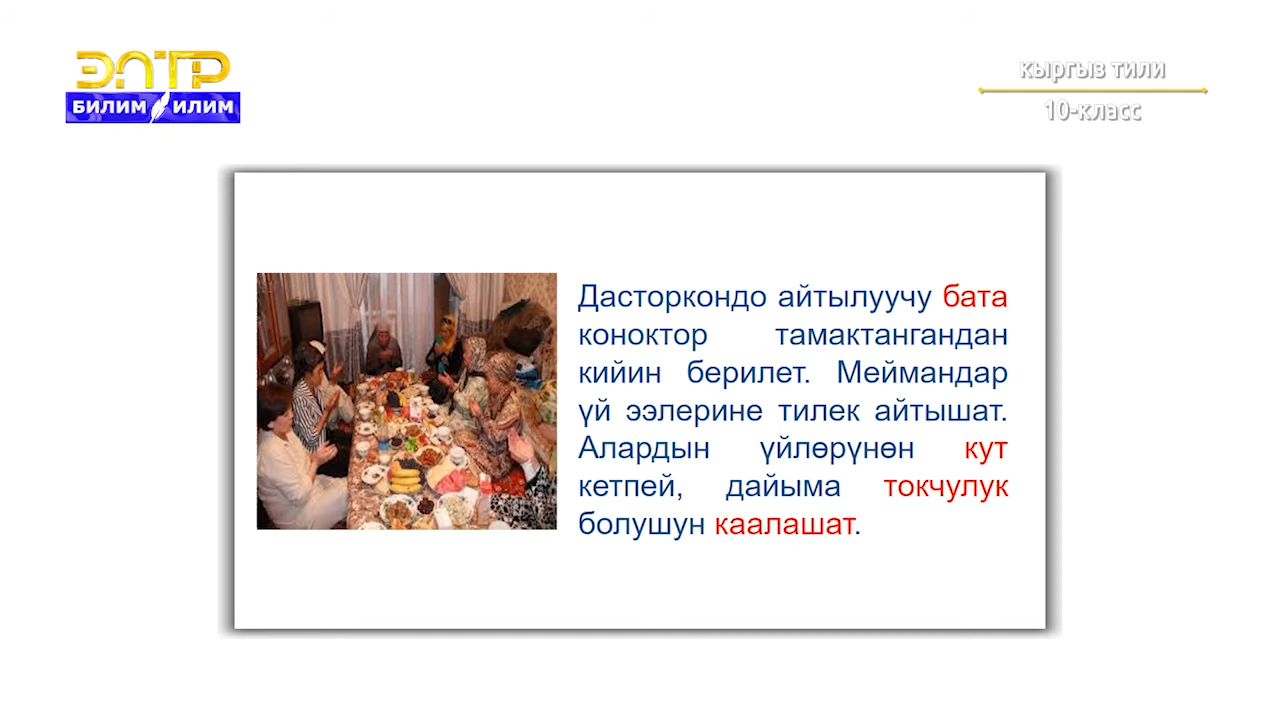 ЭЛТР
БИЛИМ ИЛИМ
кыргыз тили
10-класс
Дасторкондо айтылуучу бата
коноктор тамактангандан
кийин берилет. Меймандар
үй ээлерине тилек айтышат.
Алардын үйлөрүнөн кут
кетпей, дайыма токчулук
болушун каалашат.